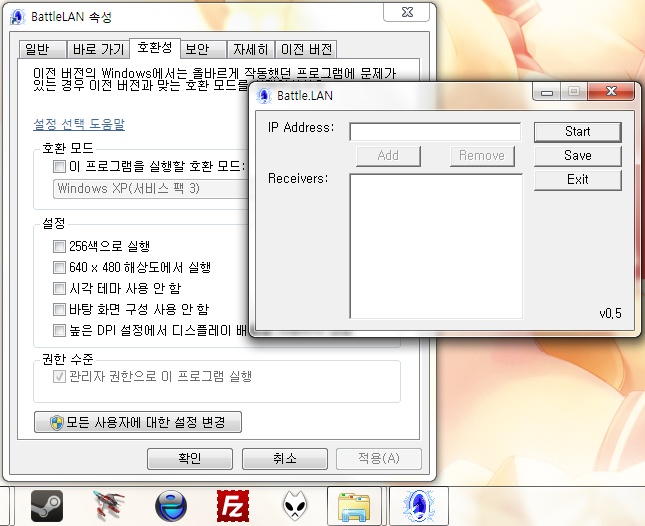 BattleLAN 속성
일반 바로 가기 호환성 보안 자세히 이전 버전
이전 버전의 Windows에서는 올바르게 작동했던 프로그램에 문제가
있는 경우 이전 버전과 맞는 호환 모드를
설정 선택 도움말
호환 모드
이 프로그램을 실행할 호환 모드:
Windows XP(서비스 팩 3)
설정
256색으로 실행
640 x 480 해상도에서 실행
시각 테마 사용 안 함
바탕 화면 구성 사용 안 함
높은 DPI 설정에서 디스플레이
권한 수준
관리자 권한으로 이 프로그램 실행
모든 사용자에 대한 설정 변경
확인 취소 적용(A)
Battle.LAN
IP Address: Start
Add Remove Save
Receivers: Exit
v0.5
Fz